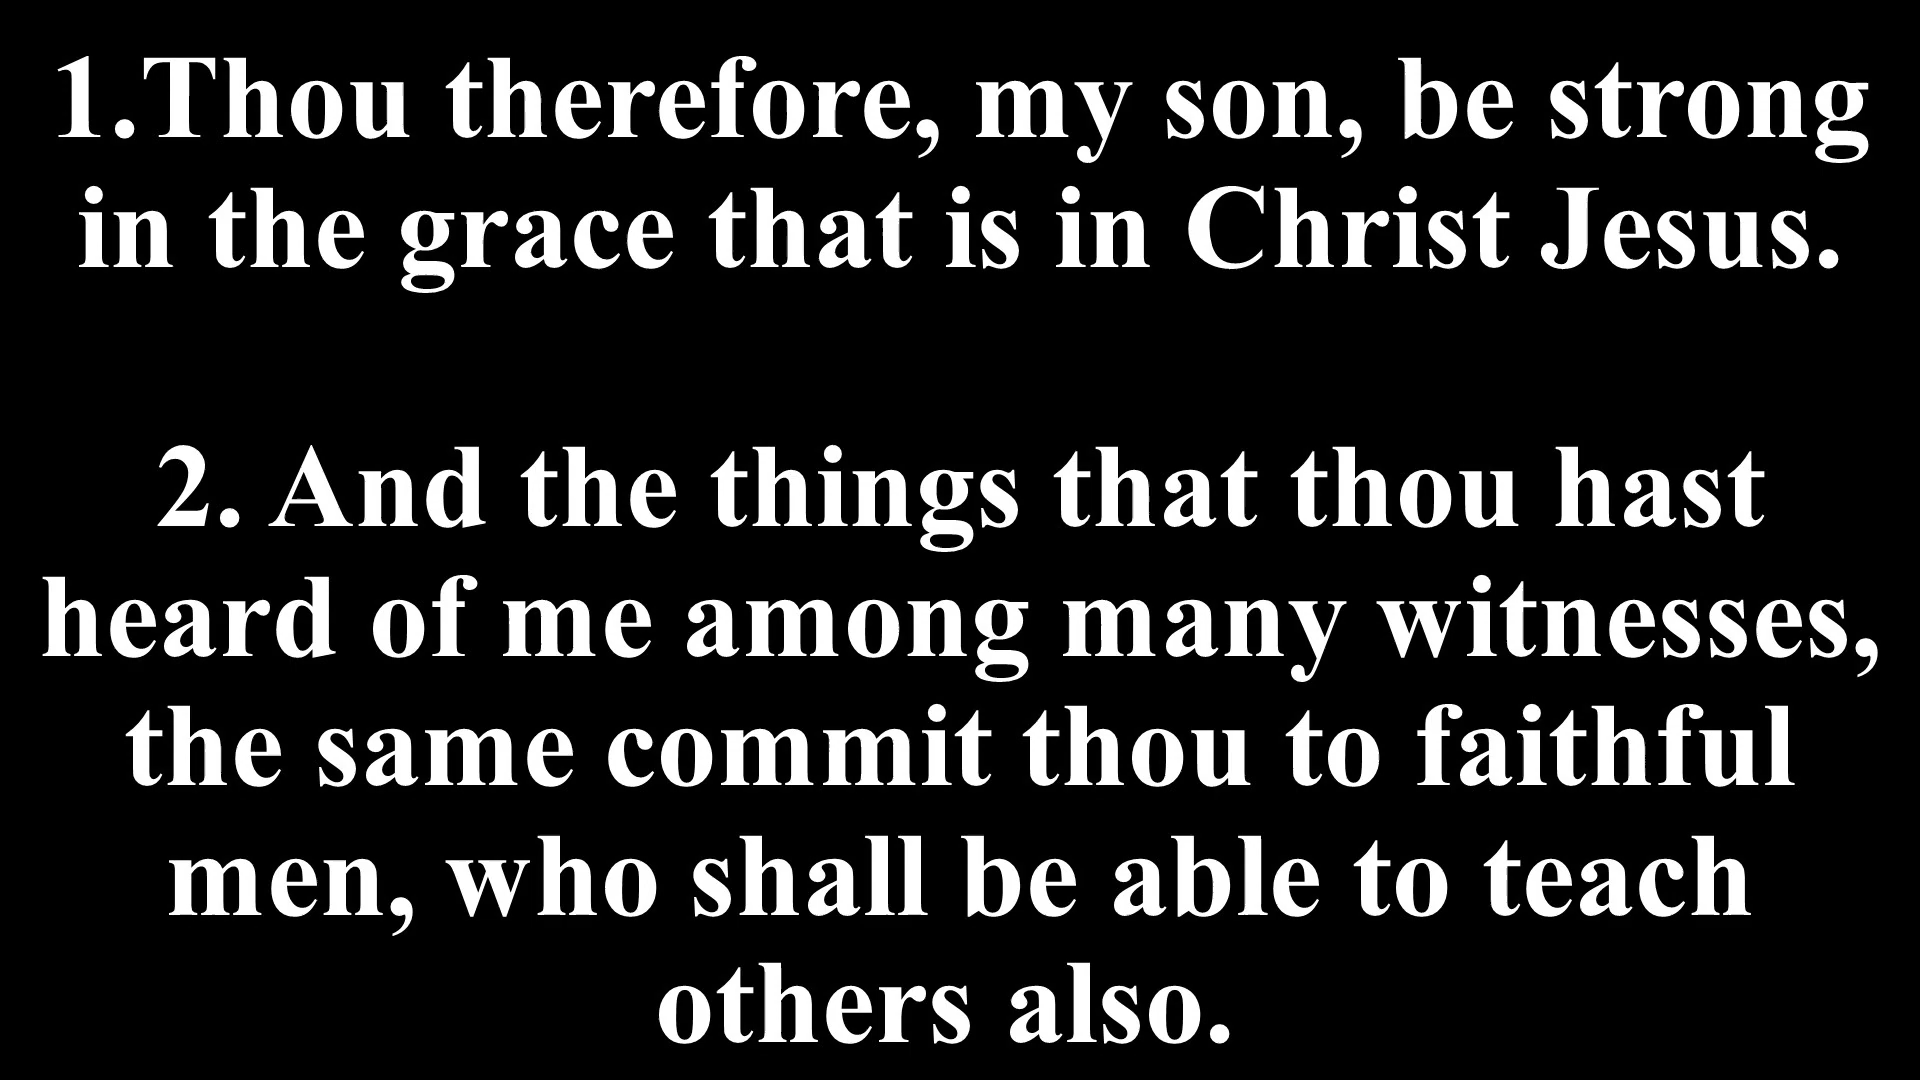 1.Thou therefore, my son, be strong
in the grace that is in Christ Jesus.
2. And the things that thou hast
heard of me among many witnesses,
the same commit thou to faithful
men, who shall be able to teach
others also.